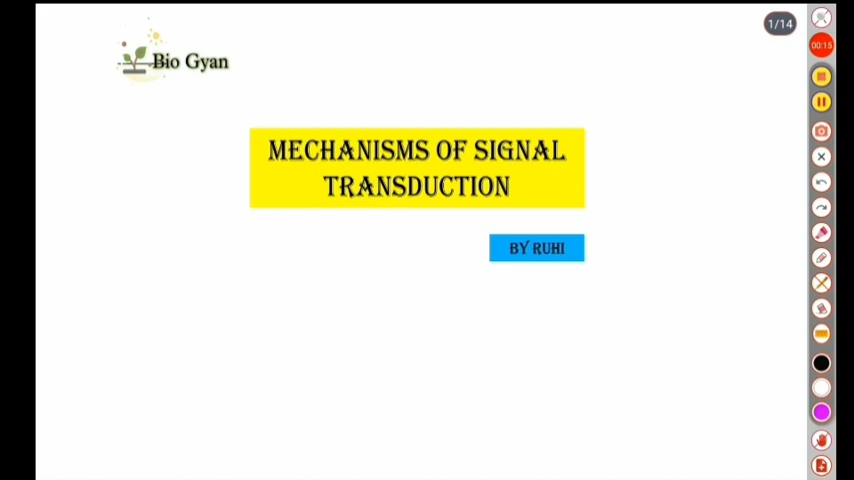 1/14
00:15
Bio Gyan
MECHANISMS OF SIGNAL
TRANSDUCTION
BY RUHI